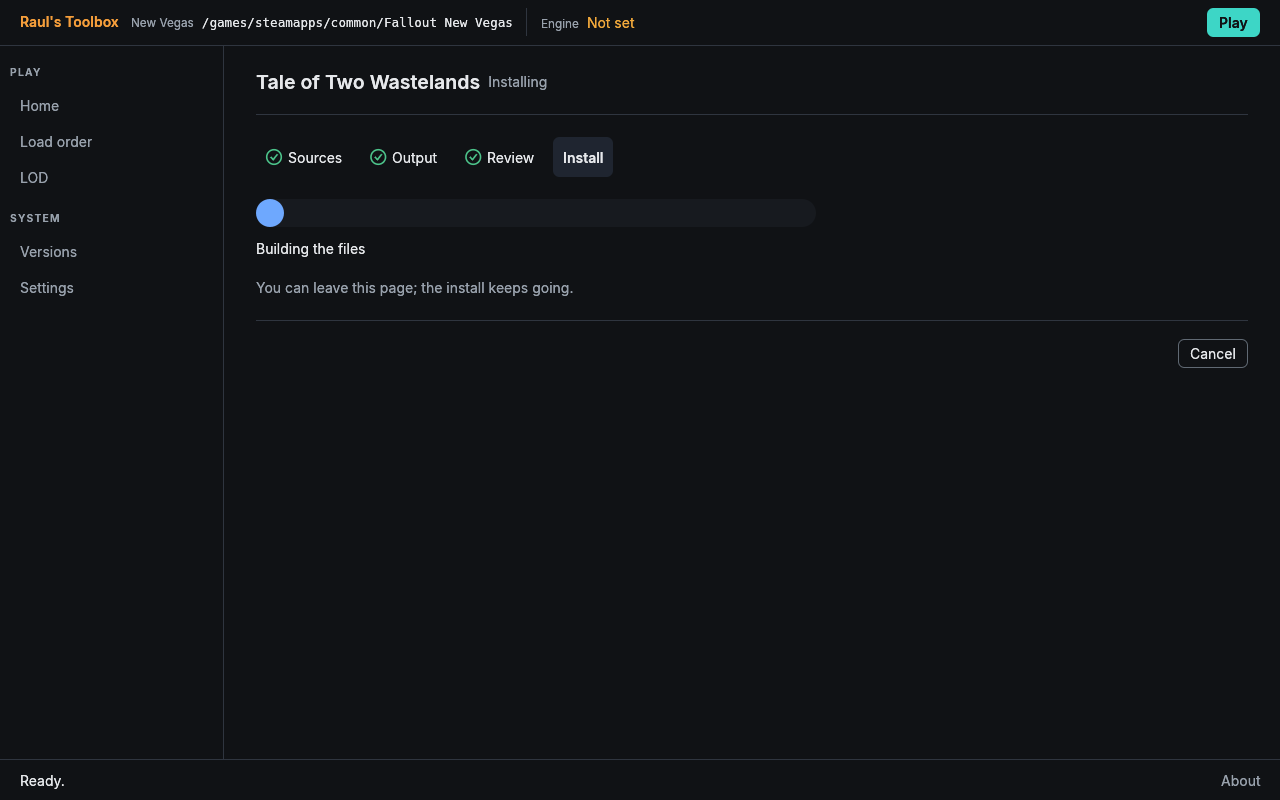 Raul's Toolbox New Vegas /games/steamapps/common/Fallout New Vegas Engine Not set Play
PLAY
Home
Load order
LOD
SYSTEM
Versions
Settings
Tale of Two Wastelands Installing
Sources Output Review Install
Building the files
You can leave this page; the install keeps going.
Cancel
Ready. About